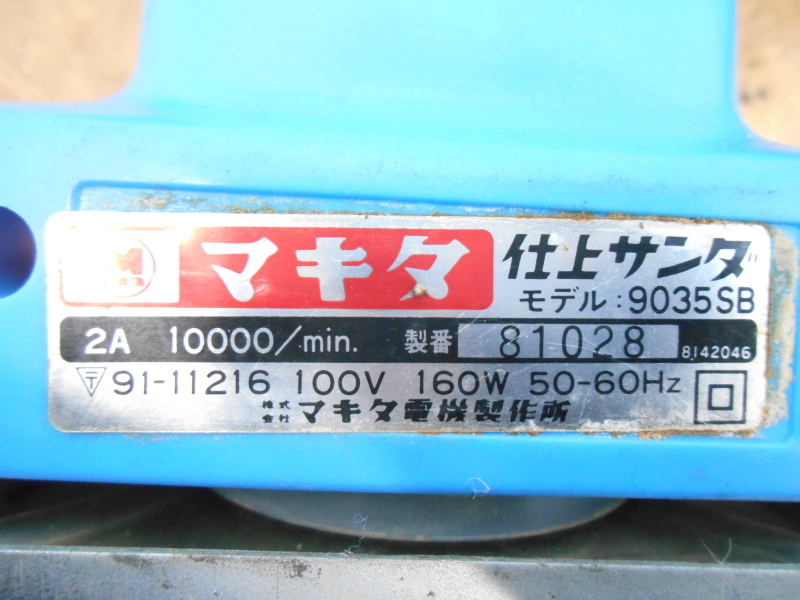 マキタ 仕上サンダ
モデル:9035SB
2A 10000/min. 製番 81028 8142046
〒91-11216 100V 160W 50-60Hz
株式会社 マキタ電機製作所